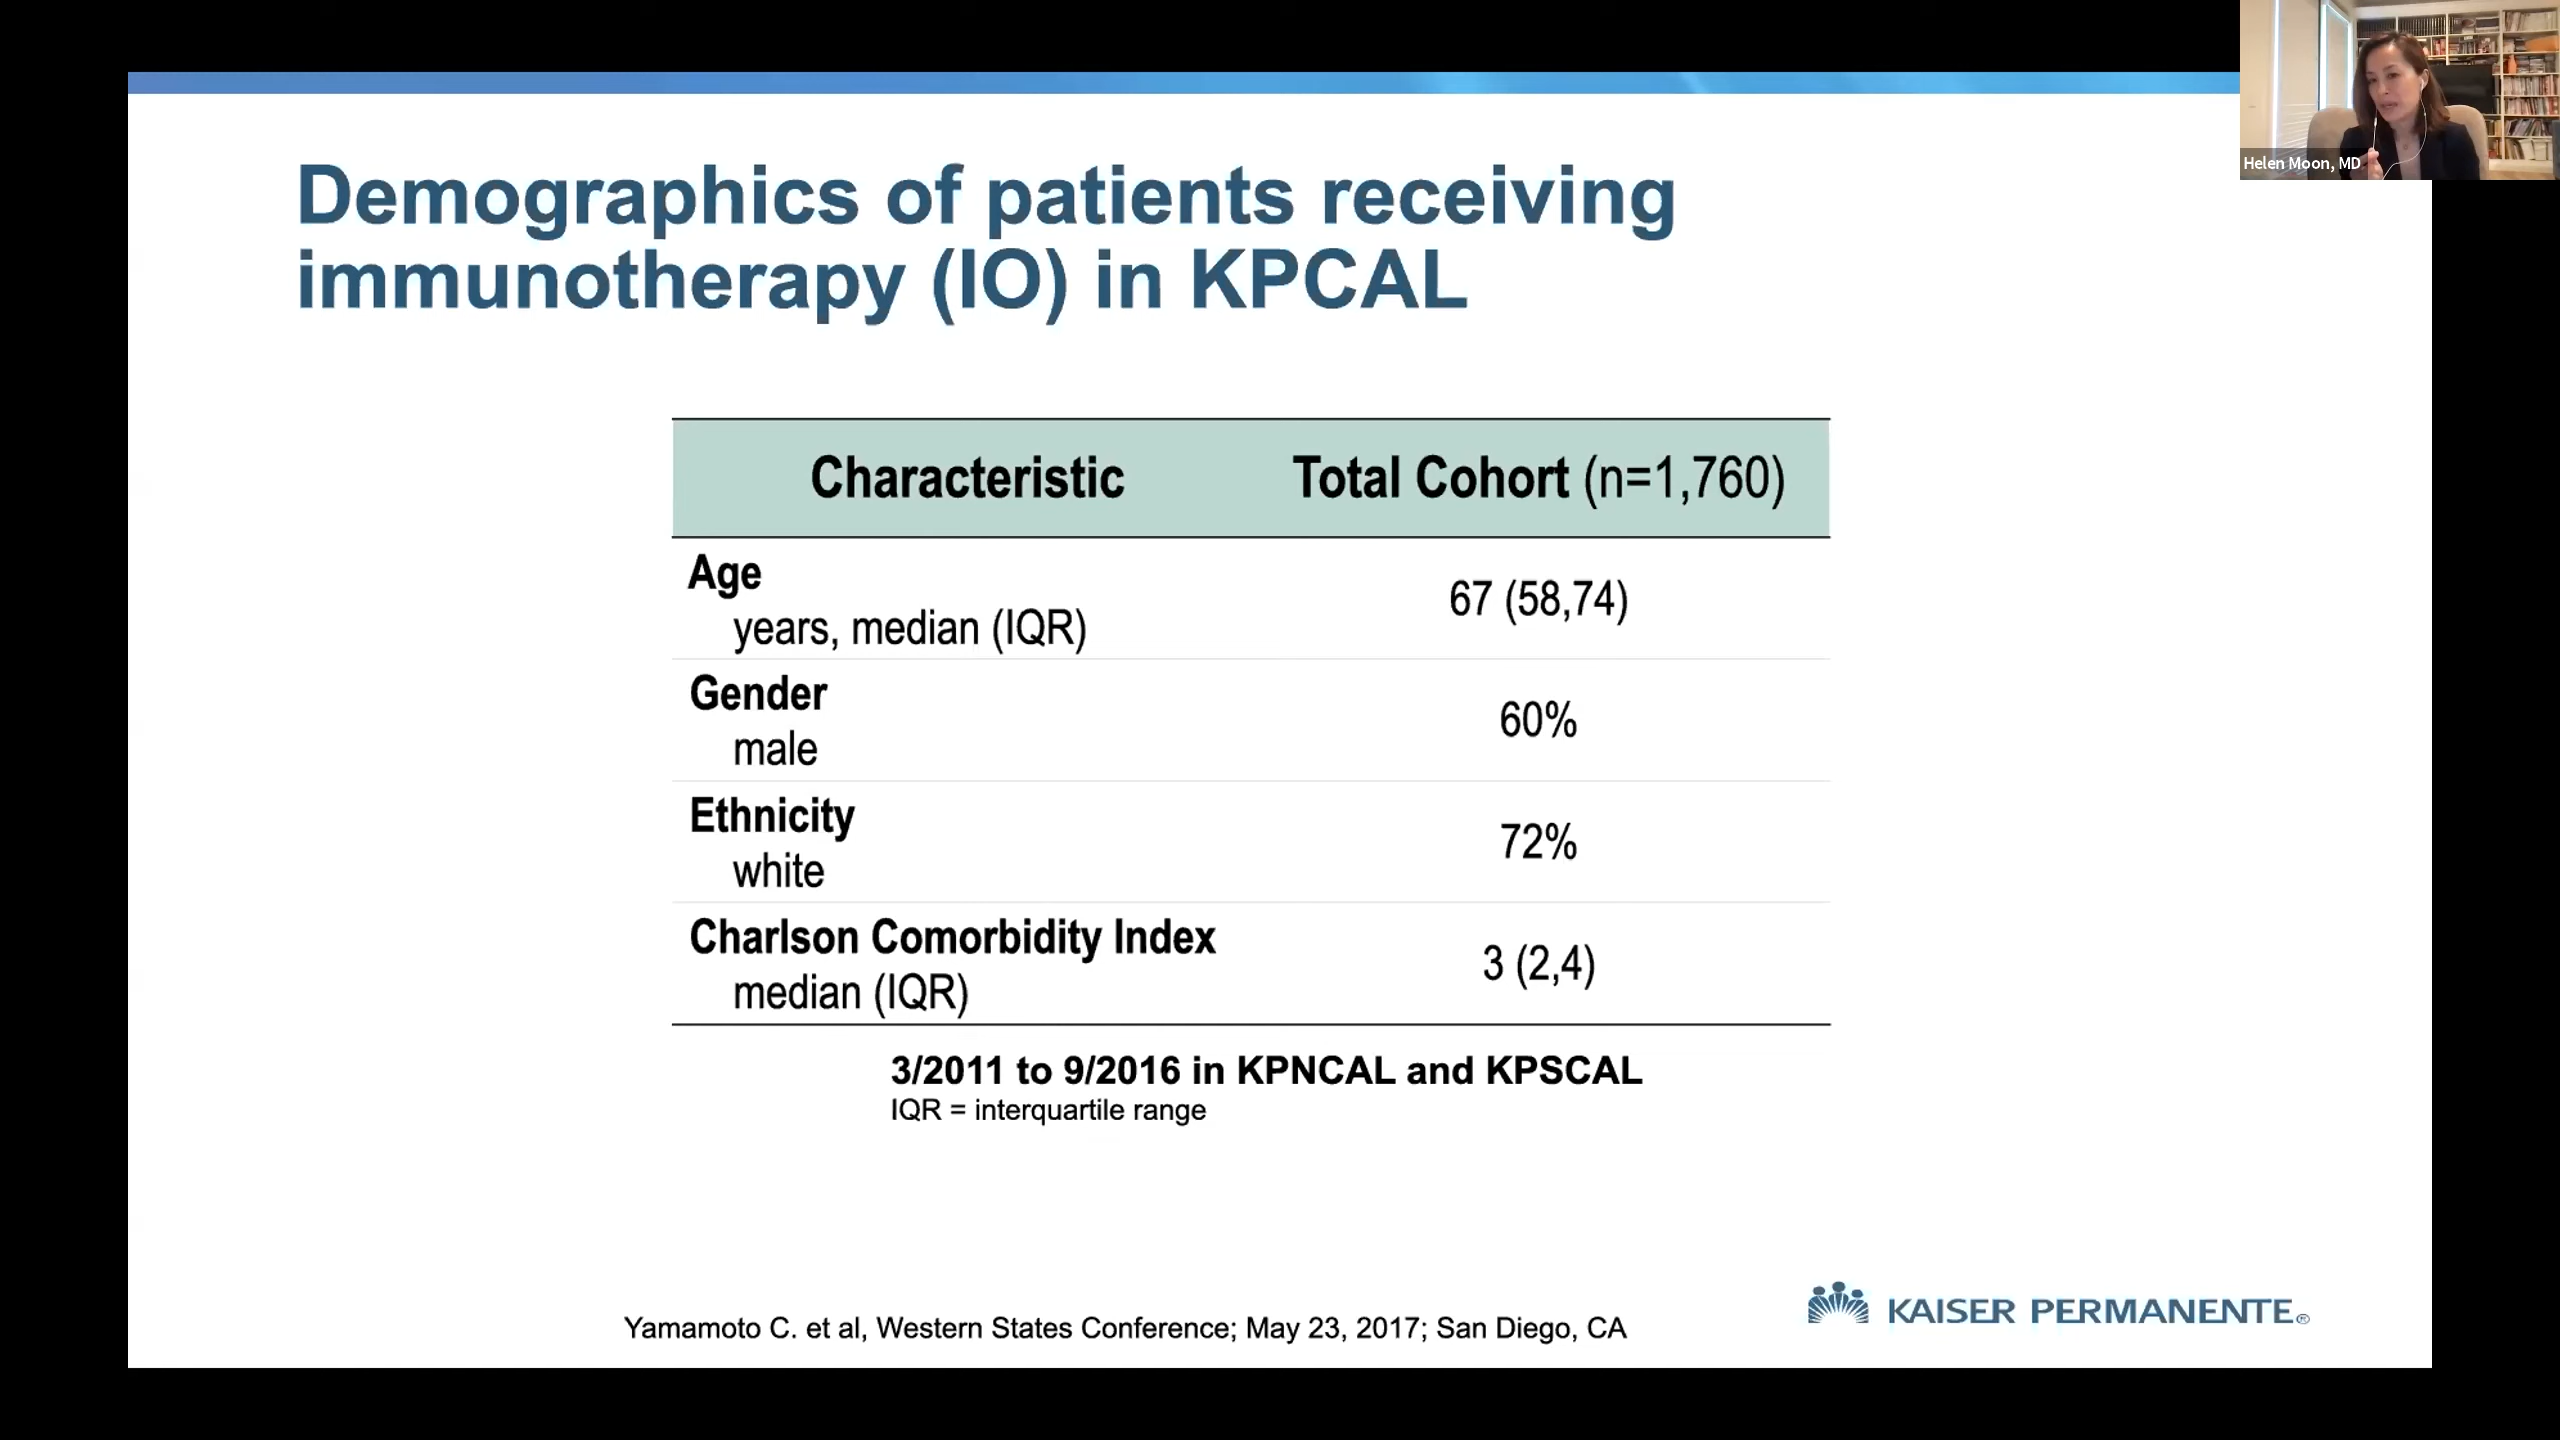 Helen Moon, MD
Demographics of patients receiving
immunotherapy (IO) in KPCAL
Characteristic Total Cohort (n=1,760)
Age
years, median (IQR) 67 (58,74)
Gender
male 60%
Ethnicity
white 72%
Charlson Comorbidity Index
median (IQR) 3 (2,4)
3/2011 to 9/2016 in KPNCAL and KPSCAL
IQR = interquartile range
Yamamoto C. et al, Western States Conference; May 23, 2017; San Diego, CA
KAISER PERMANENTE®